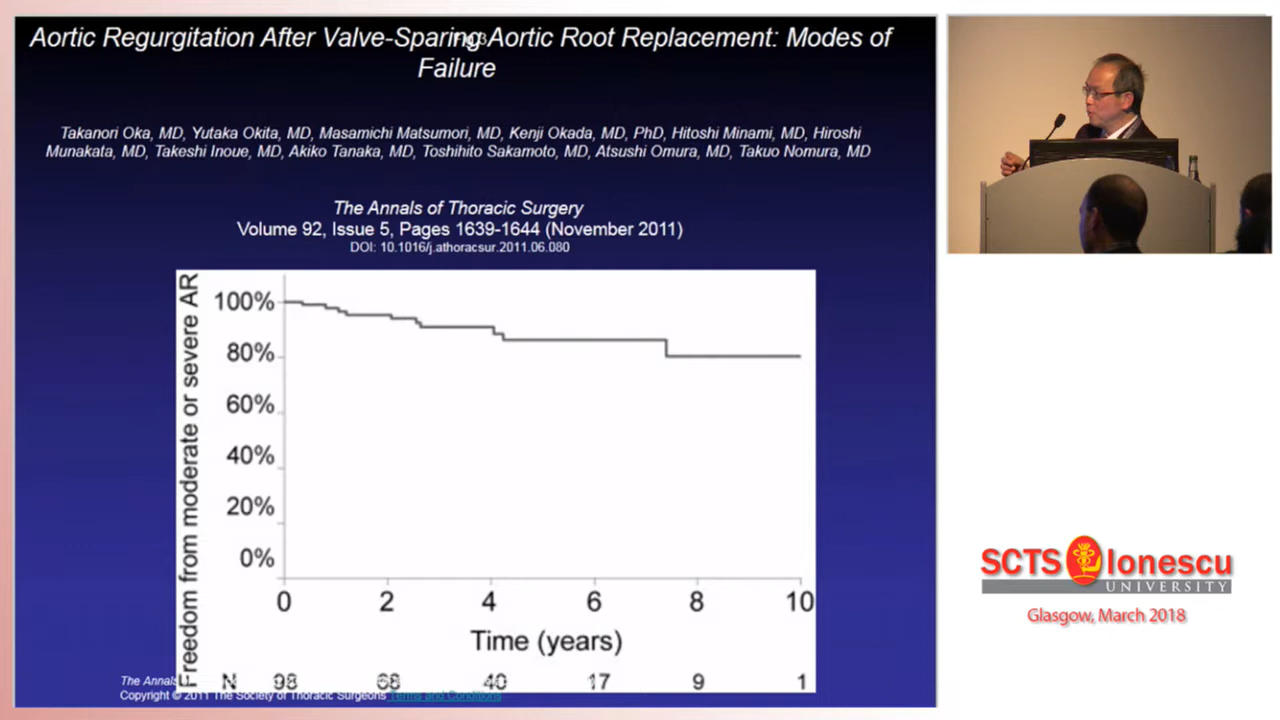 Aortic Regurgitation After Valve-Sparing Aortic Root Replacement: Modes of
Failure
Takanori Oka, MD, Yutaka Okita, MD, Masamichi Matsumori, MD, Kenji Okada, MD, PhD, Hitoshi Minami, MD, Hiroshi
Munakata, MD, Takeshi Inoue, MD, Akiko Tanaka, MD, Toshihito Sakamoto, MD, Atsushi Omura, MD, Takuo Nomura, MD
The Annals of Thoracic Surgery
Volume 92, Issue 5, Pages 1639-1644 (November 2011)
DOI: 10.1016/j.athoracsur.2011.06.080
Freedom from moderate or severe AR
100%
80%
60%
40%
20%
0%
0 2 4 6 8 10
Time (years)
N 98 68 40 17 9 1
The Annals
Copyright © 2011 The Society of Thoracic Surgeons Terms and Conditions
SCTS Ionescu
UNIVERSITY
Glasgow, March 2018